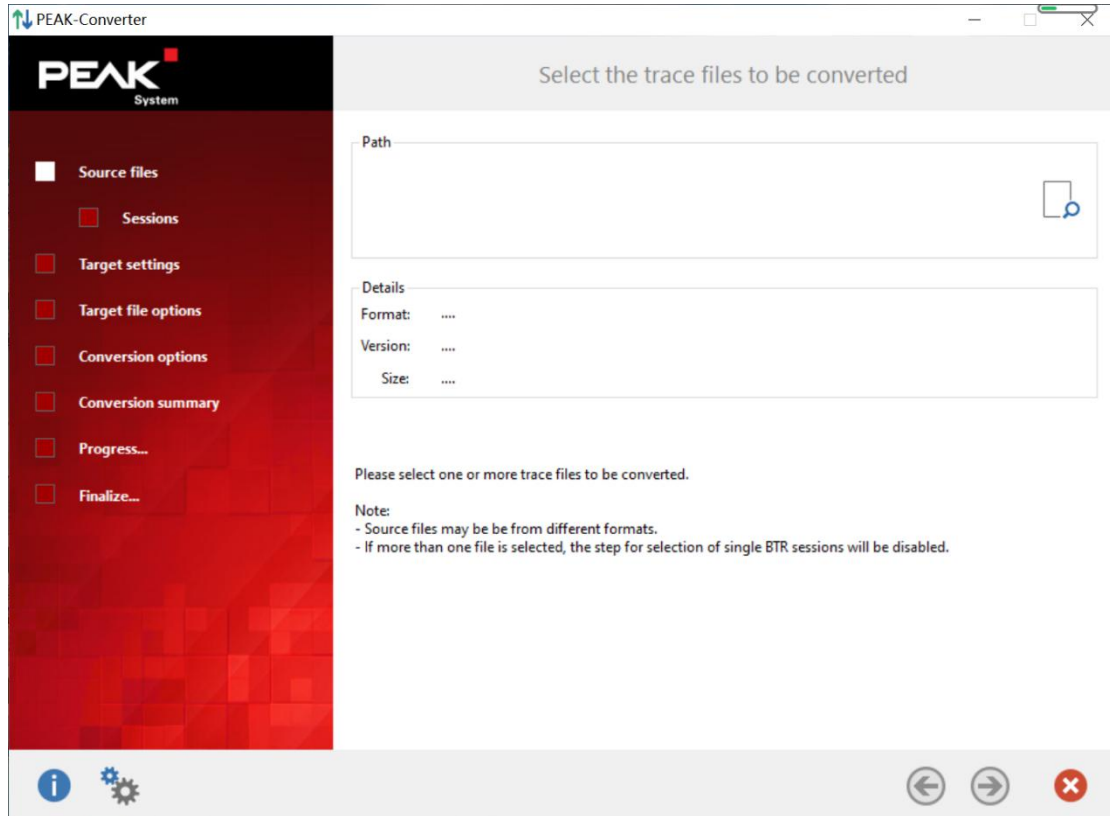 PEAK-Converter
PEAK
System
Select the trace files to be converted
Source files
Sessions
Target settings
Target file options
Conversion options
Conversion summary
Progress...
Finalize...
Path
Details
Format: ....
Version: ....
Size: ....
Please select one or more trace files to be converted.
Note:
- Source files may be be from different formats.
- If more than one file is selected, the step for selection of single BTR sessions will be disabled.